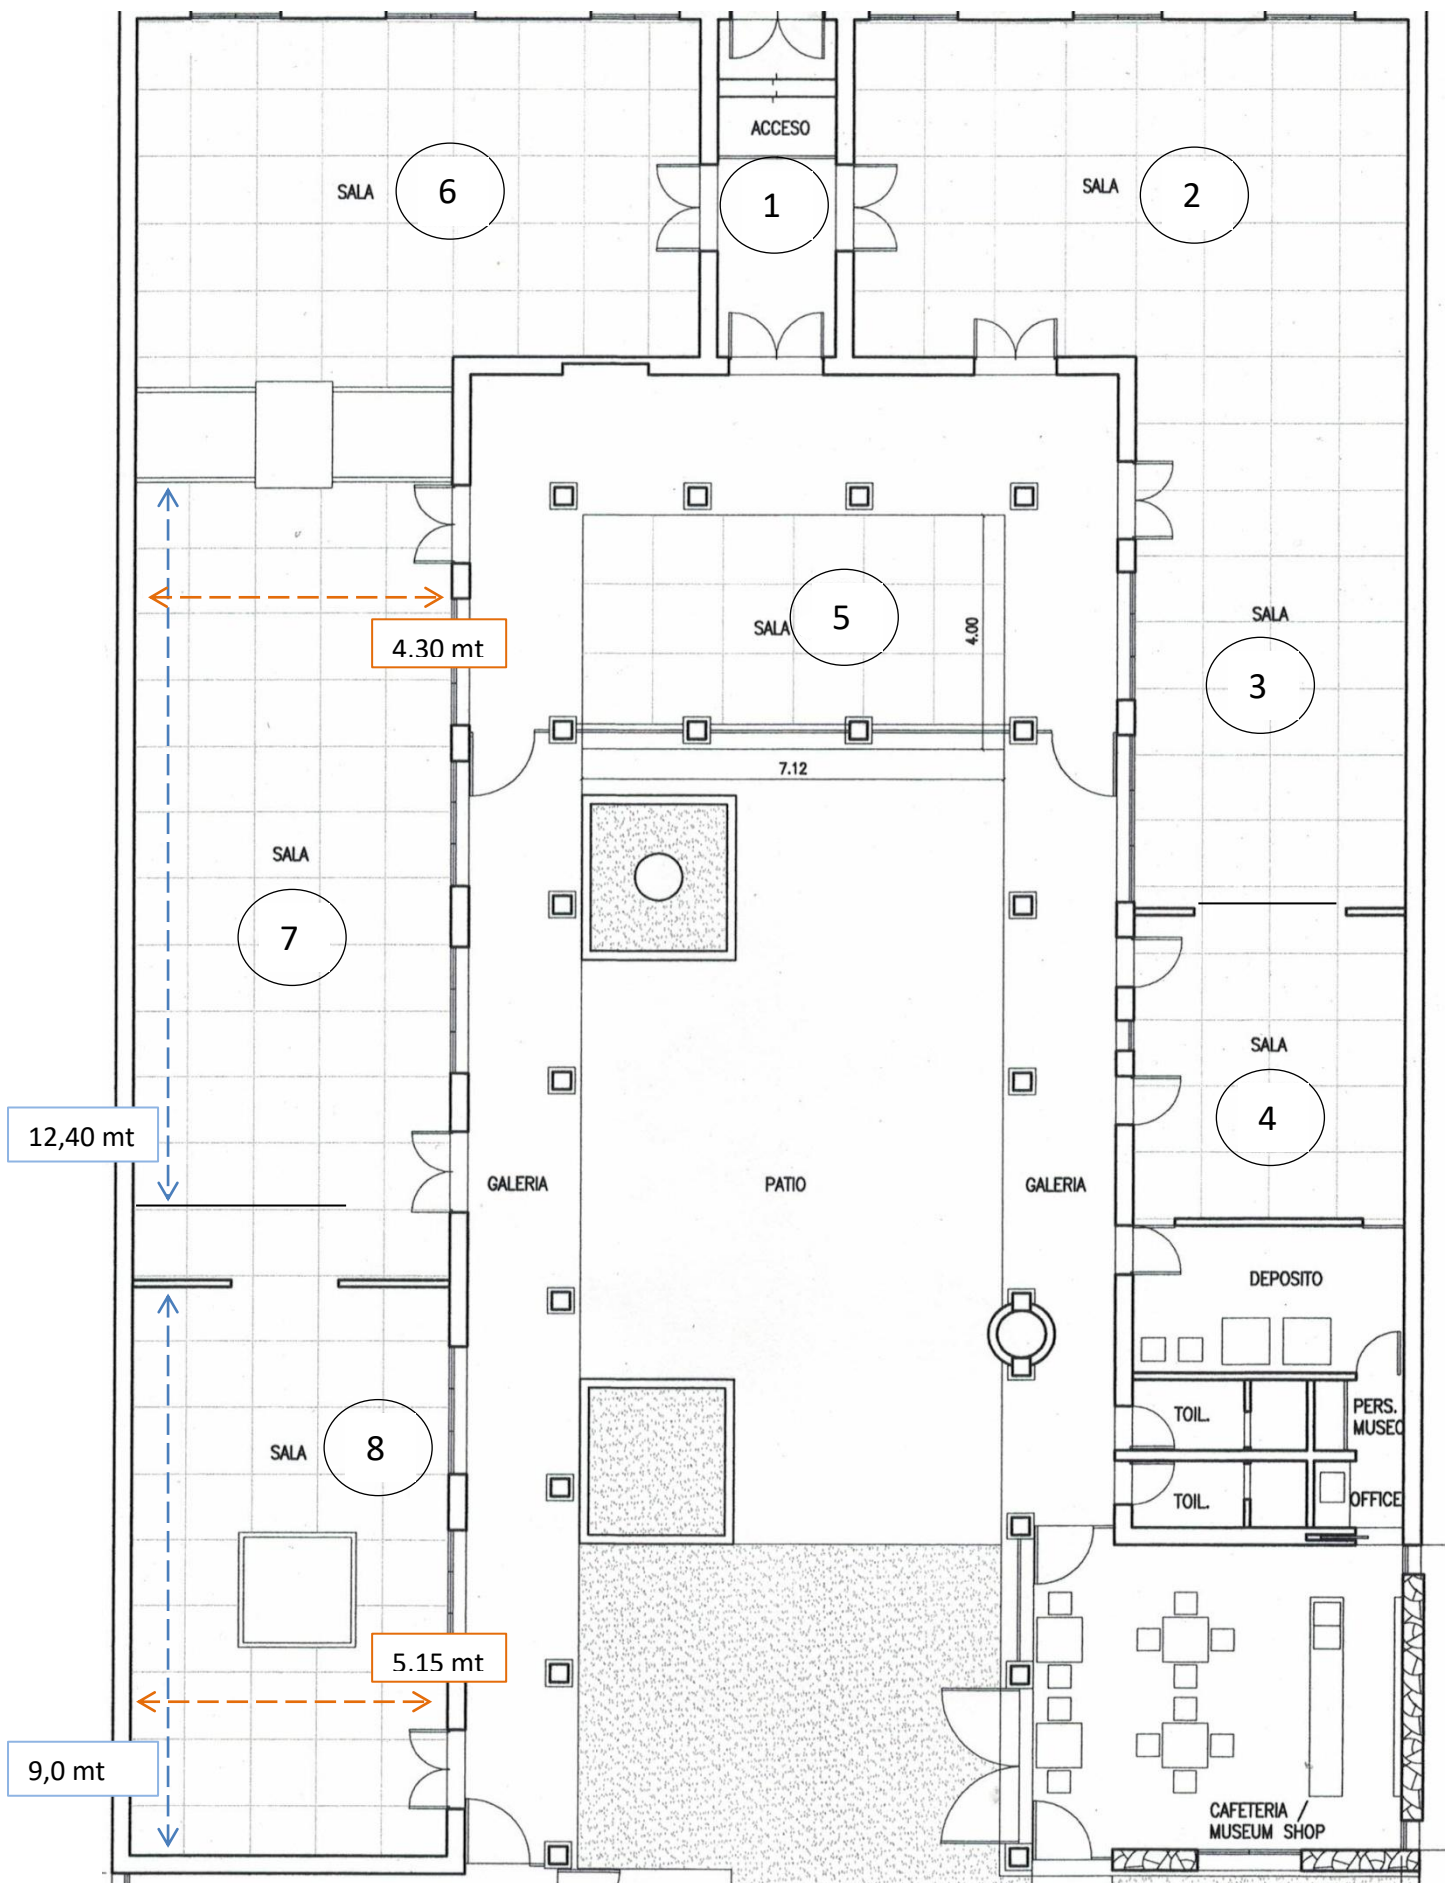 ACCESO
SALA
6
1
SALA
2
4.30 mt
SALA
5
4.00
SALA
3
7.12
SALA
7
SALA
4
12,40 mt
GALERIA
PATIO
GALERIA
DEPOSITO
TOIL.
PERS.
MUSEO
SALA
8
TOIL.
OFFICE
5.15 mt
9,0 mt
CAFETERIA /
MUSEUM SHOP